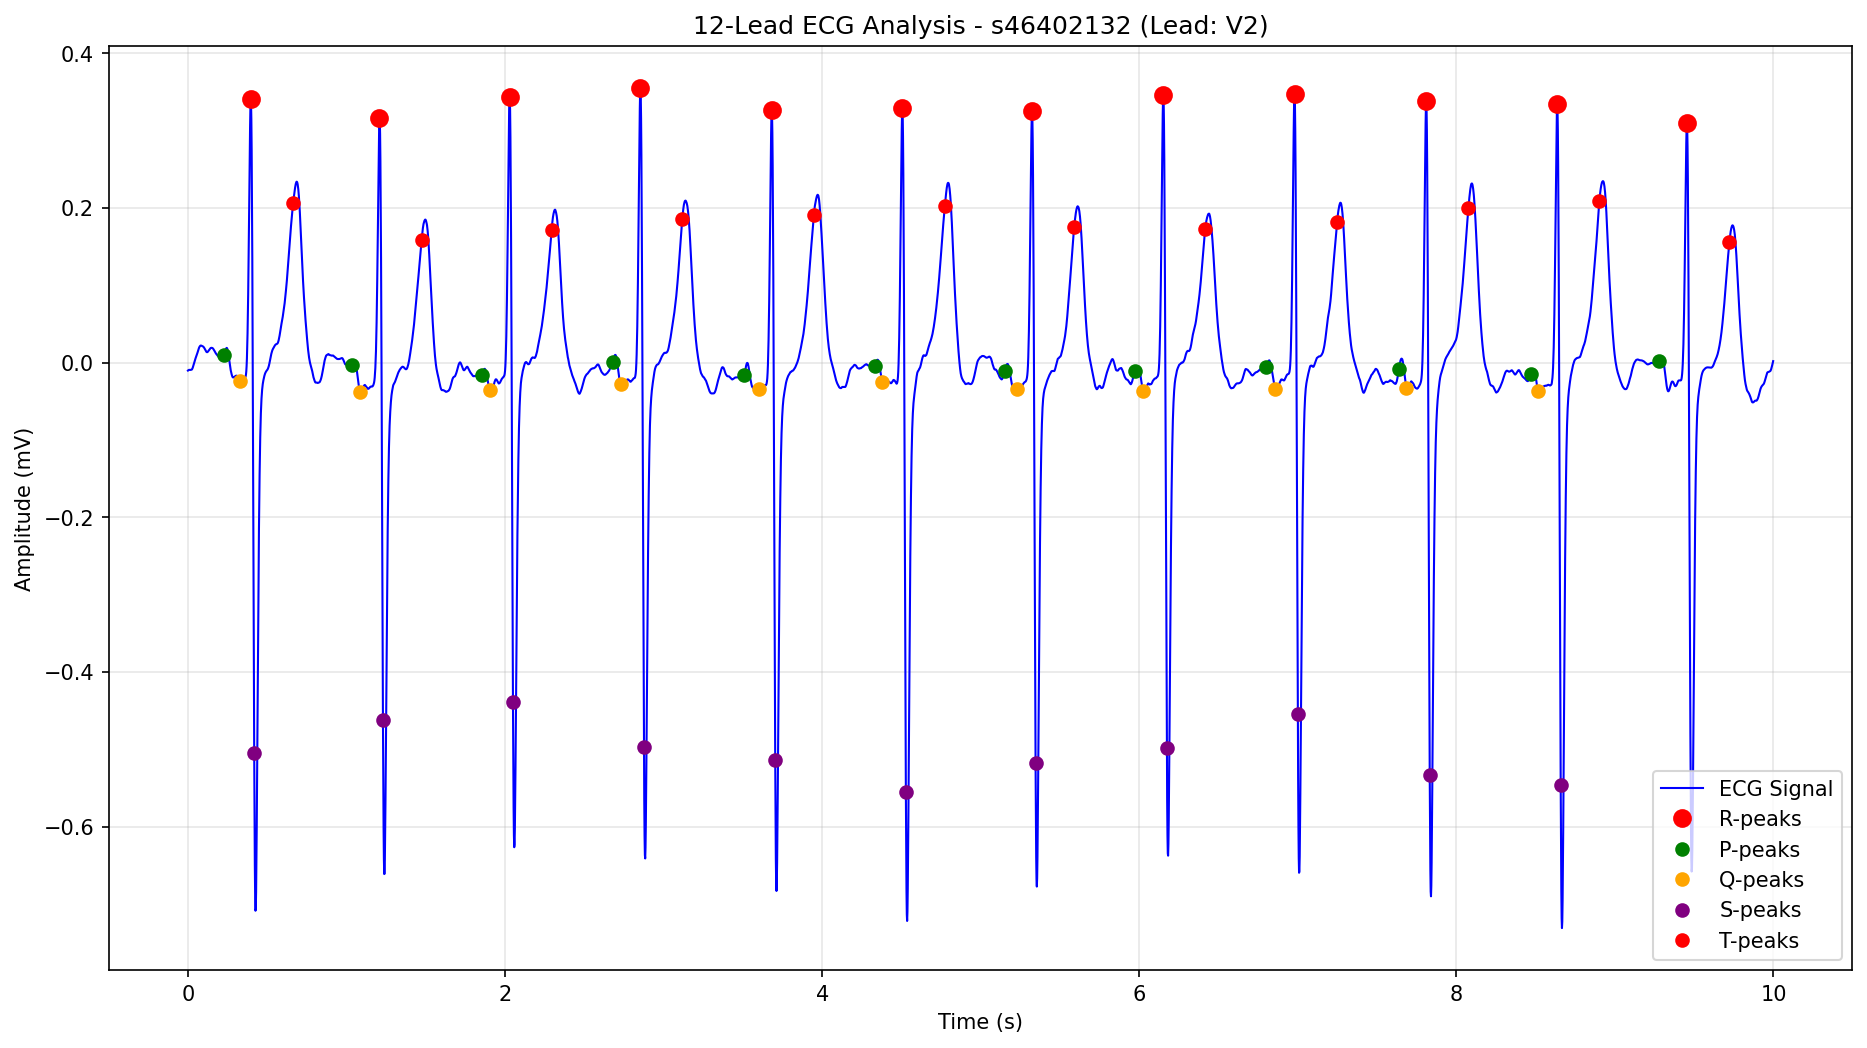 12-Lead ECG Analysis - s46402132 (Lead: V2)
0.4
0.2
0.0
−0.2
−0.4
−0.6
Amplitude (mV)
0 2 4 6 8 10
Time (s)
ECG Signal
R-peaks
P-peaks
Q-peaks
S-peaks
T-peaks